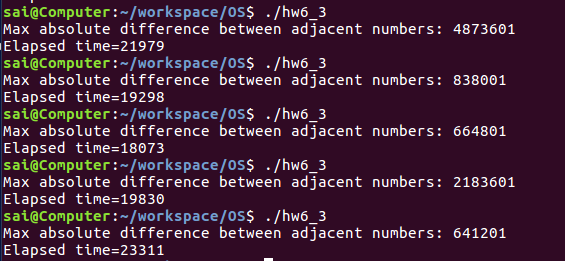 sai@Computer:~/workspace/OS$ ./hw6_3
Max absolute difference between adjacent numbers: 4873601
Elapsed time=21979
sai@Computer:~/workspace/OS$ ./hw6_3
Max absolute difference between adjacent numbers: 838001
Elapsed time=19298
sai@Computer:~/workspace/OS$ ./hw6_3
Max absolute difference between adjacent numbers: 664801
Elapsed time=18073
sai@Computer:~/workspace/OS$ ./hw6_3
Max absolute difference between adjacent numbers: 2183601
Elapsed time=19830
sai@Computer:~/workspace/OS$ ./hw6_3
Max absolute difference between adjacent numbers: 641201
Elapsed time=23311